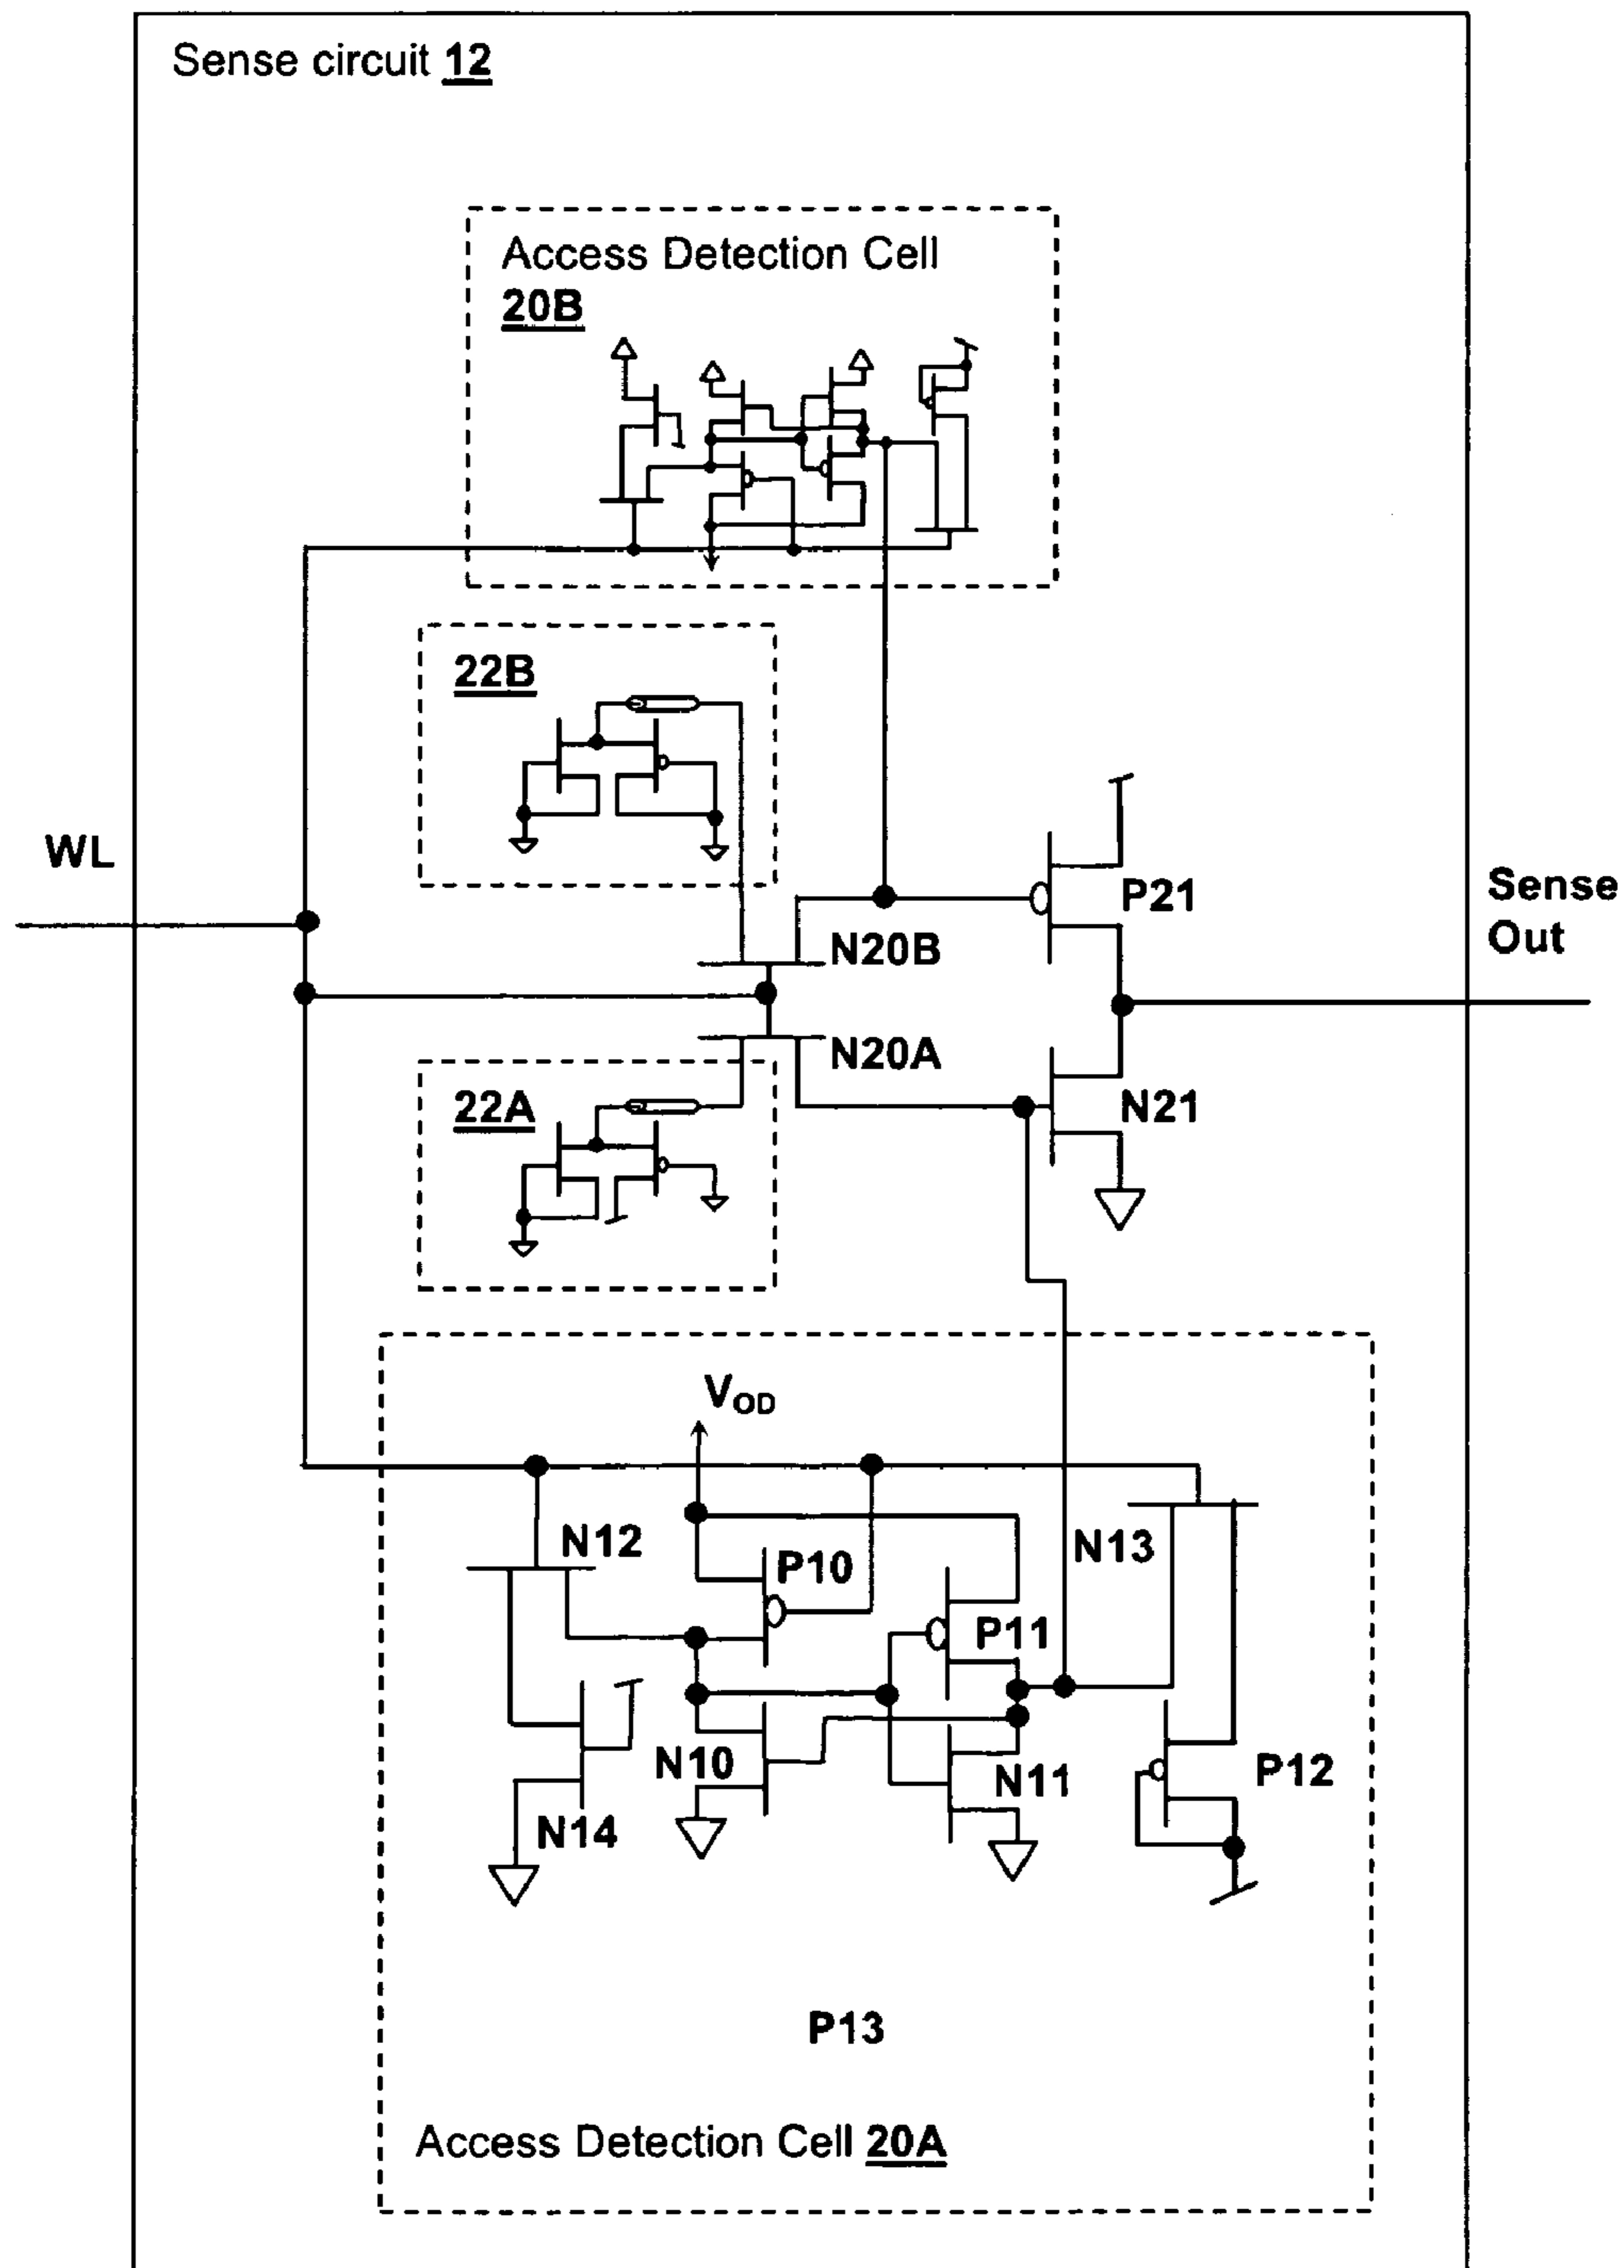 Sense circuit 12
Access Detection Cell
20B
22B
WL
P21
Sense
Out
N20B
N20A
22A
N21
VOD
N12
P10
N13
P11
N10
N11
P12
N14
P13
Access Detection Cell 20A